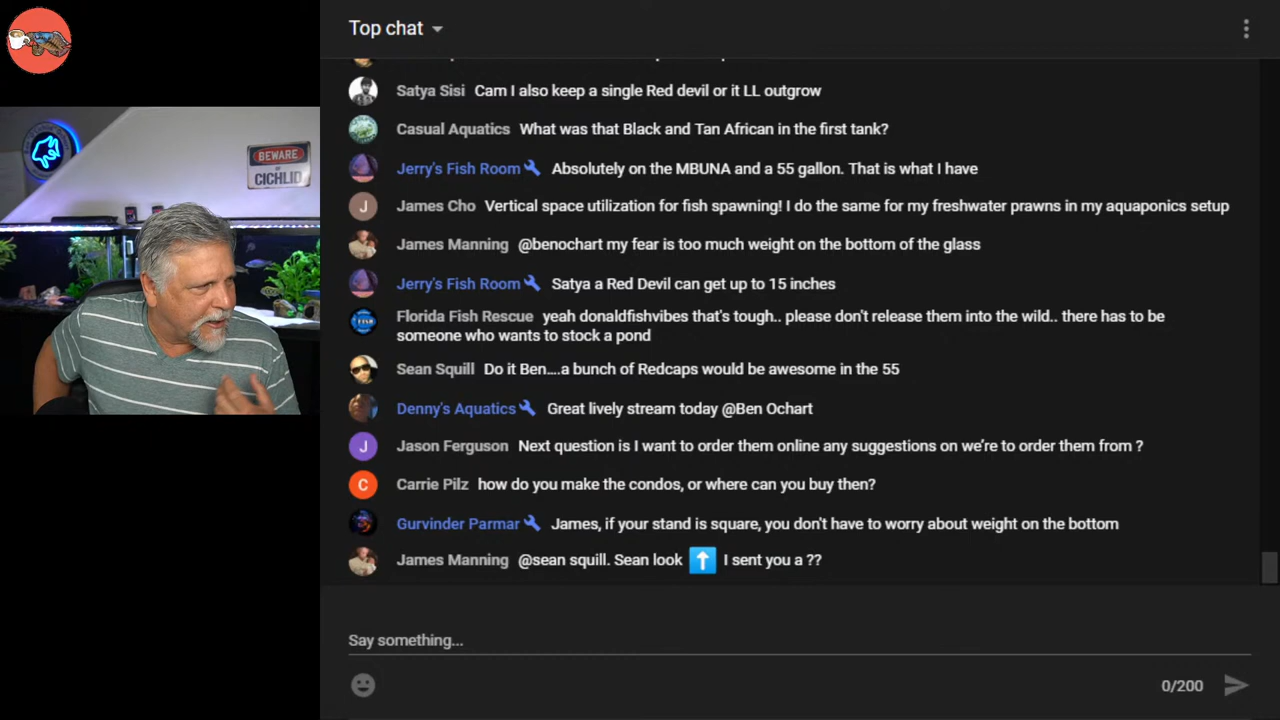 Top chat
Satya Sisi Cam I also keep a single Red devil or it LL outgrow
Casual Aquatics What was that Black and Tan African in the first tank?
Jerry's Fish Room Absolutely on the MBUNA and a 55 gallon. That is what I have
James Cho Vertical space utilization for fish spawning! I do the same for my freshwater prawns in my aquaponics setup
James Manning @benochart my fear is too much weight on the bottom of the glass
Jerry's Fish Room Satya a Red Devil can get up to 15 inches
Florida Fish Rescue yeah donaldfishvibes that's tough.. please don't release them into the wild.. there has to be
someone who wants to stock a pond
Sean Squill Do it Ben....a bunch of Redcaps would be awesome in the 55
Denny's Aquatics Great lively stream today @Ben Ochart
J Jason Ferguson Next question is I want to order them online any suggestions on we're to order them from ?
C Carrie Pilz how do you make the condos, or where can you buy then?
Gurvinder Parmar James, if your stand is square, you don't have to worry about weight on the bottom
James Manning @sean squill. Sean look ⬆ I sent you a ??
Say something...
0/200
BEWARE
of
CICHLID
J
FISH